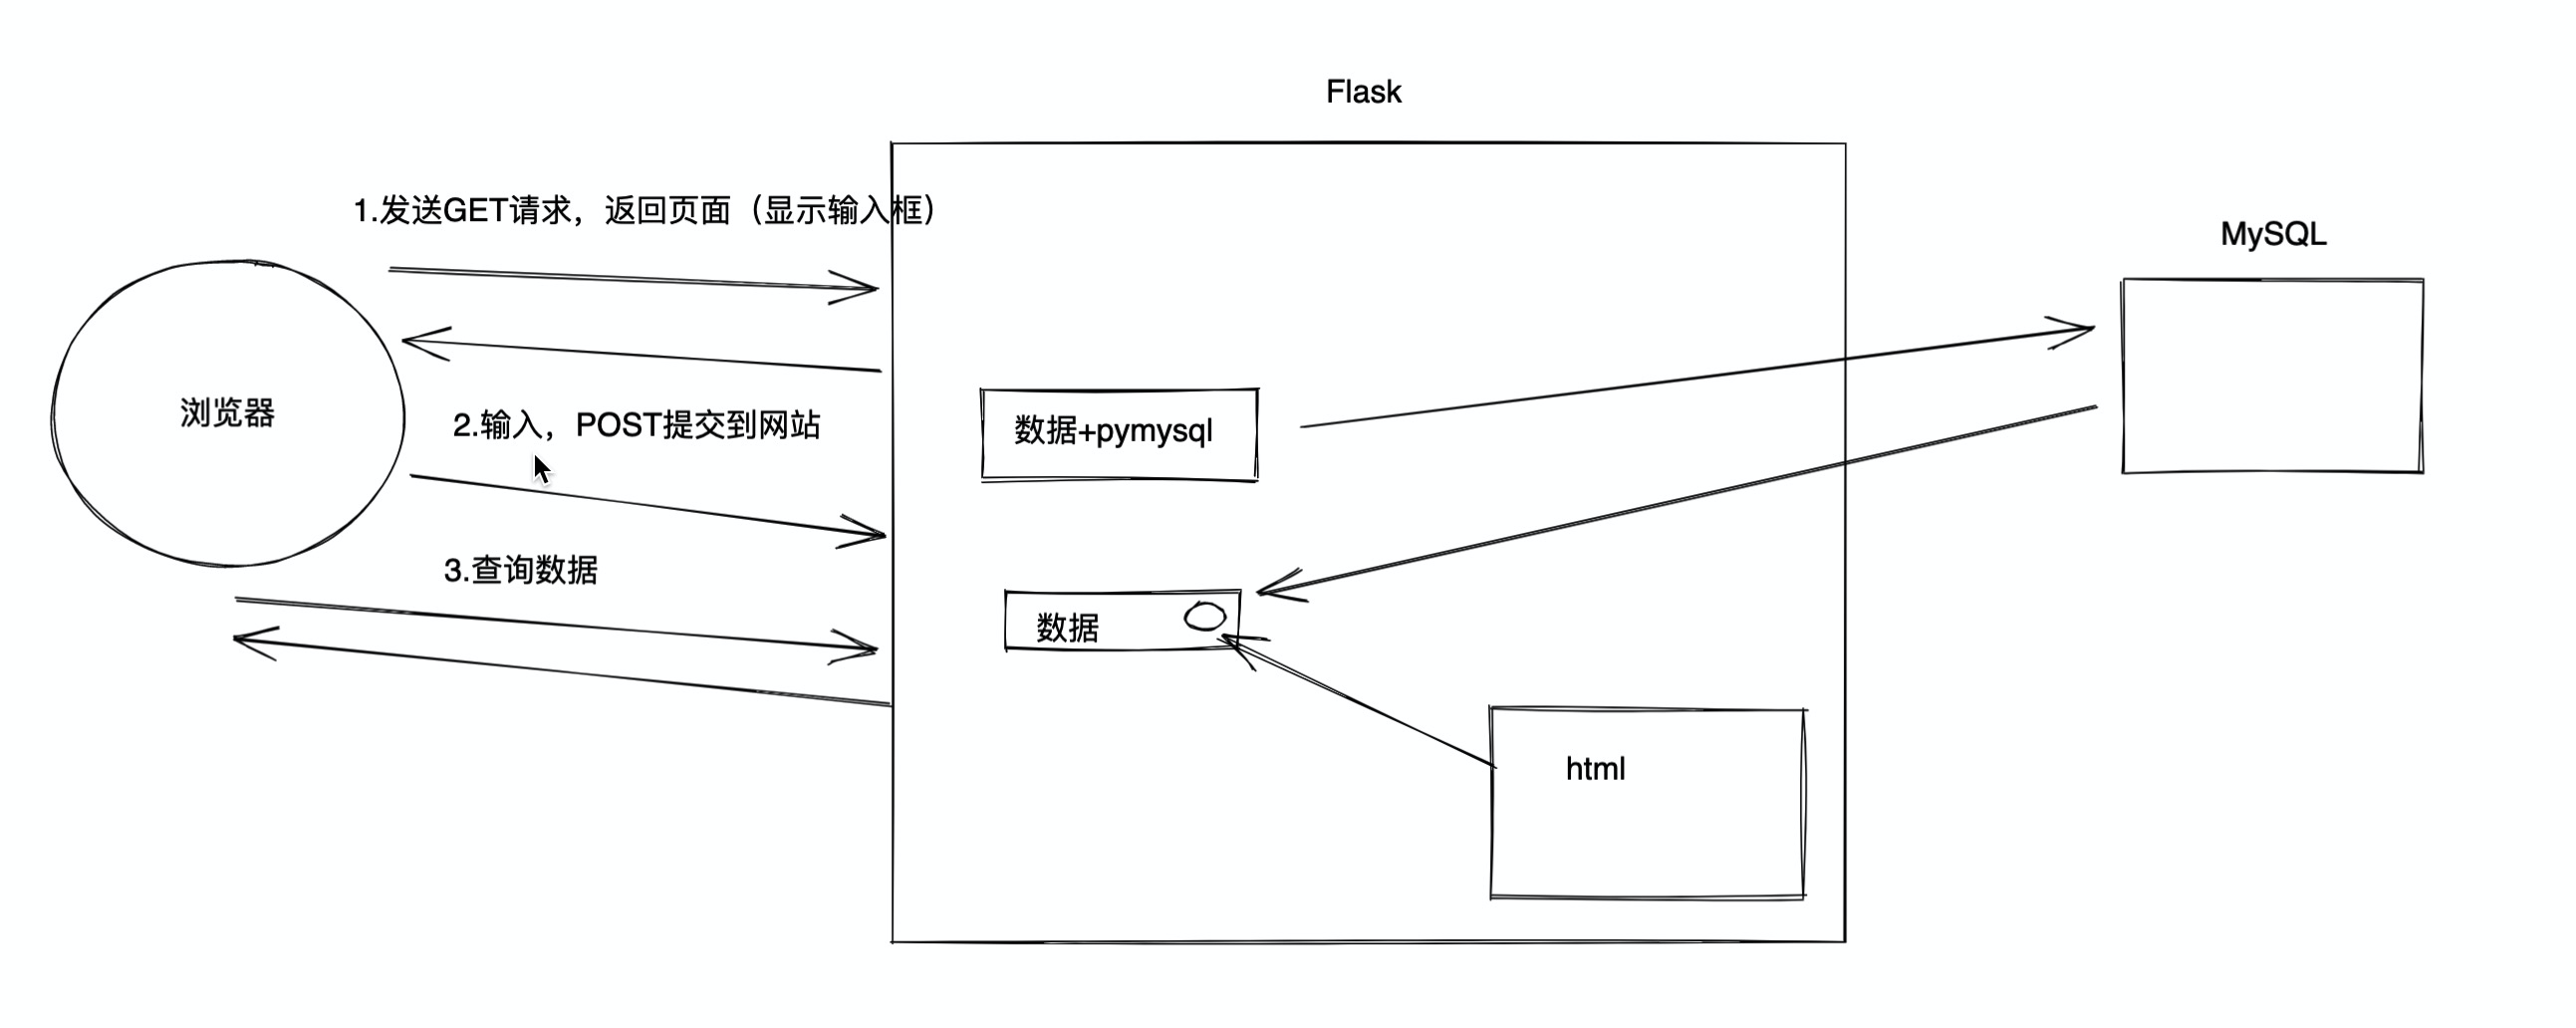 Flask
1.发送GET请求，返回页面（显示输入框）
MySQL
浏览器
2.输入，POST提交到网站
数据+pymysql
3.查询数据
数据
html